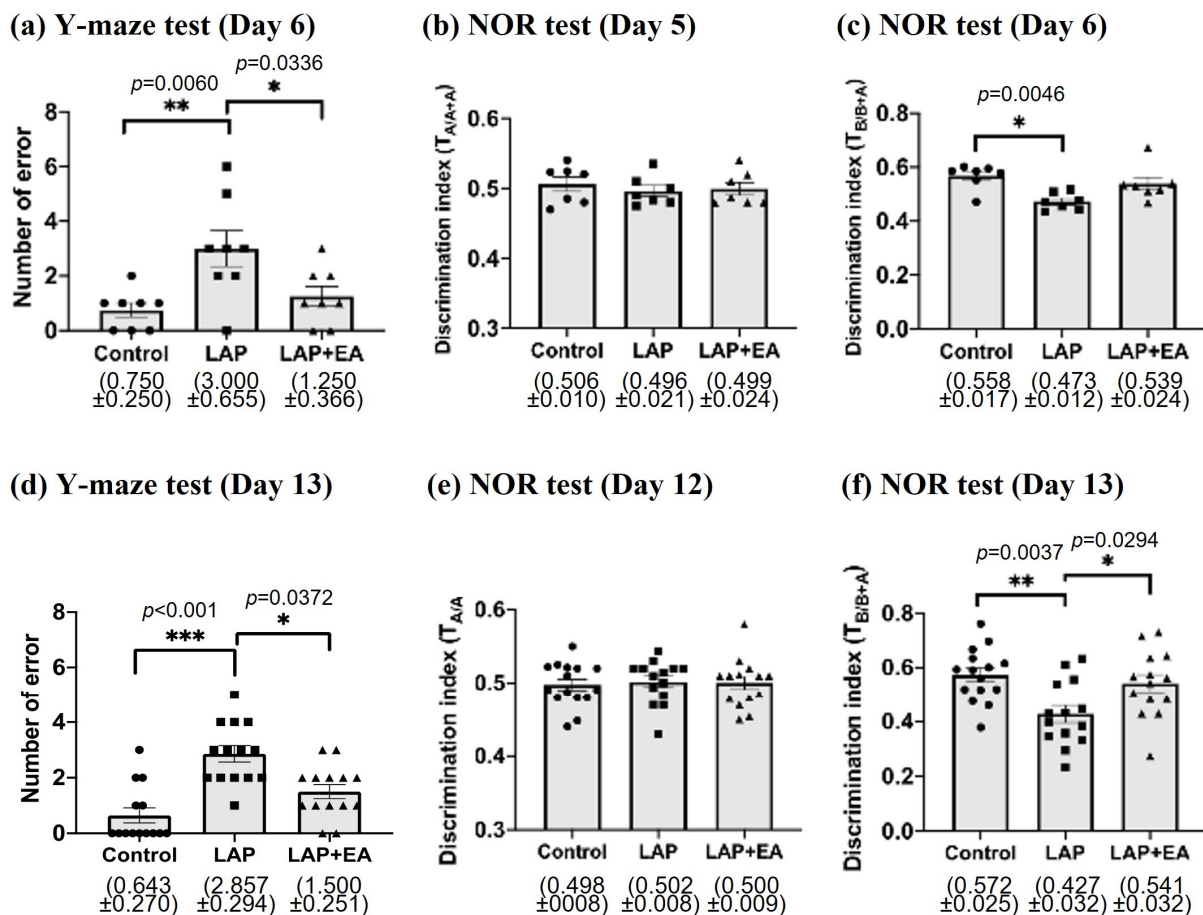 (a) Y-maze test (Day 6)
p=0.0060
p=0.0336
**
*
Number of error
8
6
4
2
0
Control
LAP
LAP+EA
(0.750
±0.250)
(3.000
±0.655)
(1.250
±0.366)
(b) NOR test (Day 5)
Discrimination index (TA/A+A)
0.6
0.5
0.4
0.3
Control
LAP
LAP+EA
(0.506
±0.010)
(0.496
±0.021)
(0.499
±0.024)
(c) NOR test (Day 6)
p=0.0046
*
Discrimination index (TB/B+A)
0.8
0.6
0.4
0.2
0.0
Control
LAP
LAP+EA
(0.558
±0.017)
(0.473
±0.012)
(0.539
±0.024)
(d) Y-maze test (Day 13)
p<0.001
p=0.0372
***
*
Number of error
8
6
4
2
0
Control
LAP
LAP+EA
(0.643
±0.270)
(2.857
±0.294)
(1.500
±0.251)
(e) NOR test (Day 12)
Discrimination index (TA/A
0.6
0.5
0.4
0.3
Control
LAP
LAP+EA
(0.498
±0008)
(0.502
±0.008)
(0.500
±0.009)
(f) NOR test (Day 13)
p=0.0037
p=0.0294
**
*
Discrimination index (TB/B+A)
0.8
0.6
0.4
0.2
0.0
Control
LAP
LAP+EA
(0.572
±0.025)
(0.427
±0.032)
(0.541
±0.032)